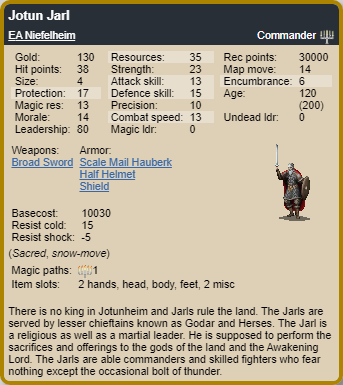 Jotun Jarl
EA Niefelheim Commander
Gold: 130 Resources: 35 Rec points: 30000
Hit points: 38 Strength: 23 Map move: 14
Size: 4 Attack skill: 13 Encumbrance: 6
Protection: 17 Defence skill: 15 Age: 120
Magic res: 13 Precision: 10 (200)
Morale: 14 Combat speed: 13 Undead ldr: 0
Leadership: 80 Magic ldr: 0
Weapons: Armor:
Broad Sword Scale Mail Hauberk
Half Helmet
Shield
Basecost: 10030
Resist cold: 15
Resist shock: -5
(Sacred, snow-move)
Magic paths: 1
Item slots: 2 hands, head, body, feet, 2 misc
There is no king in Jotunheim and Jarls rule the land. The Jarls are
served by lesser chieftains known as Godar and Herses. The Jarl is
a religious as well as a martial leader. He is supposed to perform the
sacrifices and offerings to the gods of the land and the Awakening
Lord. The Jarls are able commanders and skilled fighters who fear
nothing except the occasional bolt of thunder.